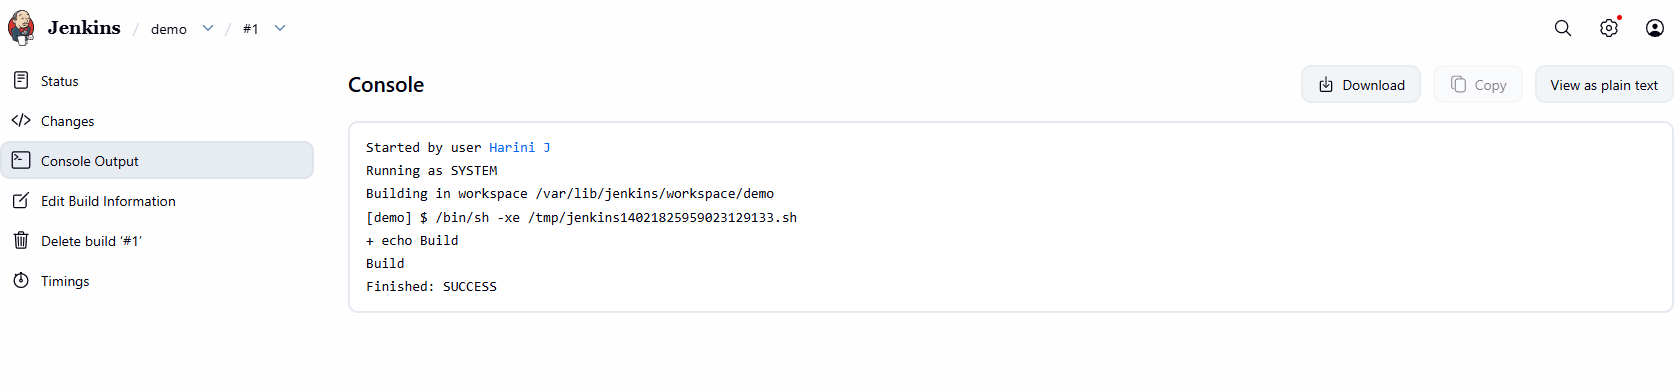 Jenkins / demo / #1
Status
Changes
Console Output
Edit Build Information
Delete build ‘#1’
Timings
Console
Download
Copy
View as plain text
Started by user Harini J
Running as SYSTEM
Building in workspace /var/lib/jenkins/workspace/demo
[demo] $ /bin/sh -xe /tmp/jenkins14021825959023129133.sh
+ echo Build
Build
Finished: SUCCESS